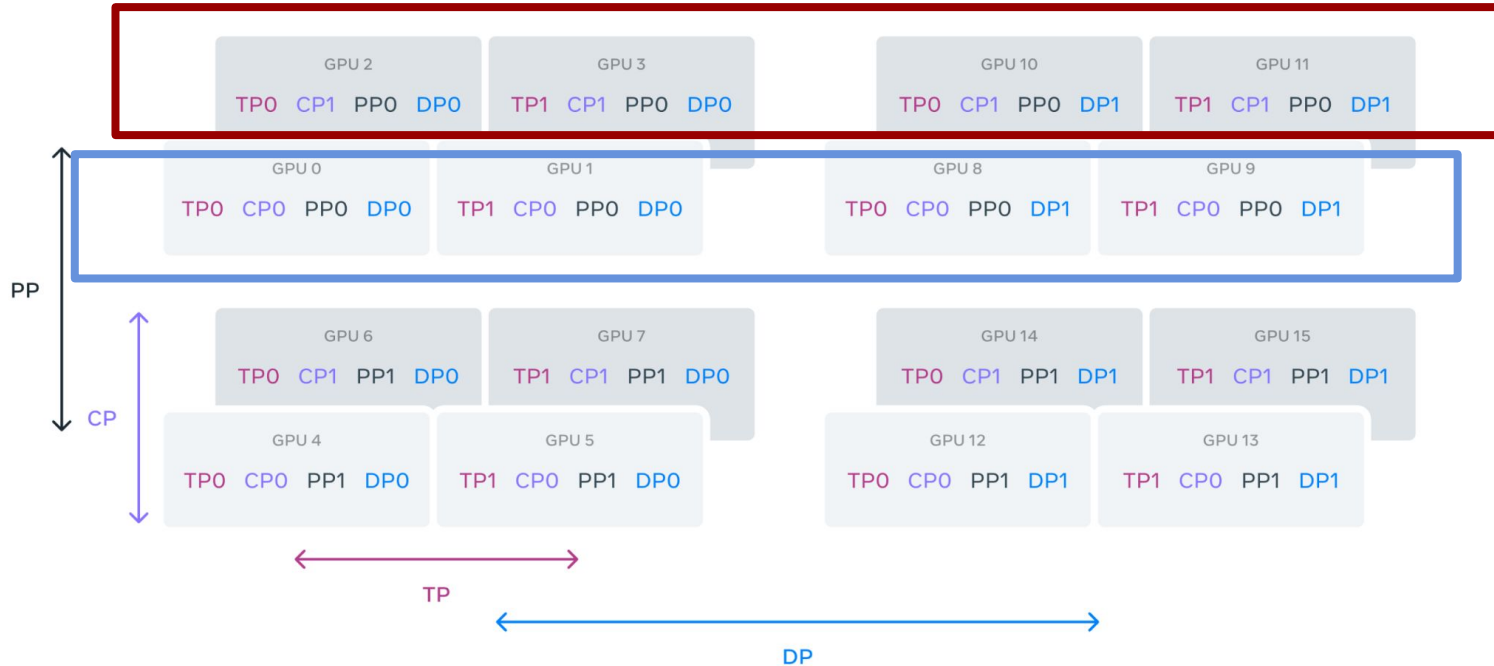 GPU 2 GPU 3 GPU 10 GPU 11
TP0 CP1 PP0 DP0 TP1 CP1 PP0 DP0 TP0 CP1 PP0 DP1 TP1 CP1 PP0 DP1
GPU 0 GPU 1 GPU 8 GPU 9
TP0 CP0 PP0 DP0 TP1 CP0 PP0 DP0 TP0 CP0 PP0 DP1 TP1 CP0 PP0 DP1
PP
GPU 6 GPU 7 GPU 14 GPU 15
TP0 CP1 PP1 DP0 TP1 CP1 PP1 DP0 TP0 CP1 PP1 DP1 TP1 CP1 PP1 DP1
CP
GPU 4 GPU 5 GPU 12 GPU 13
TP0 CP0 PP1 DP0 TP1 CP0 PP1 DP0 TP0 CP0 PP1 DP1 TP1 CP0 PP1 DP1
TP
DP